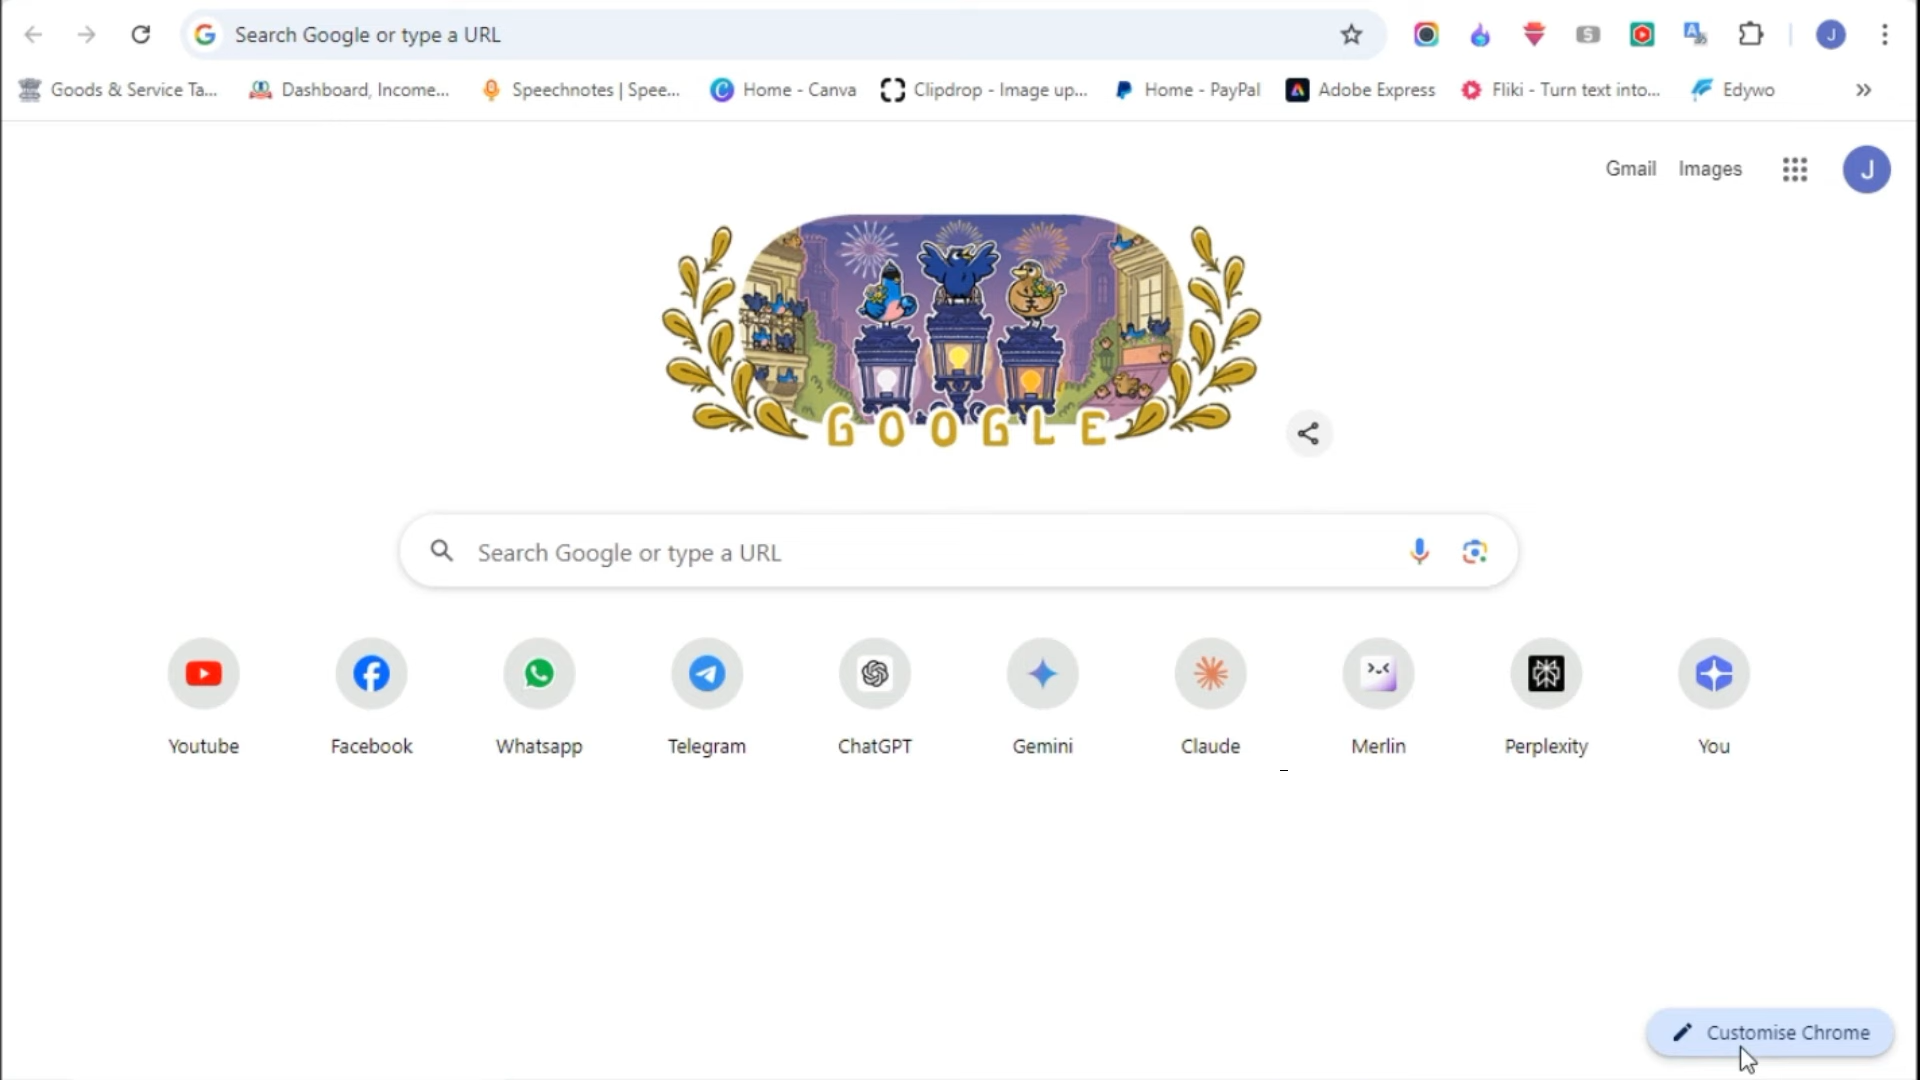 Search Google or type a URL
Goods & Service Ta... Dashboard, Income... Speechnotes | Spee... Home - Canva Clipdrop - Image up... Home - PayPal Adobe Express Fliki - Turn text into... Edywo »
Gmail Images J
GOOGLE
Search Google or type a URL
Youtube Facebook Whatsapp Telegram ChatGPT Gemini Claude Merlin Perplexity You
Customise Chrome